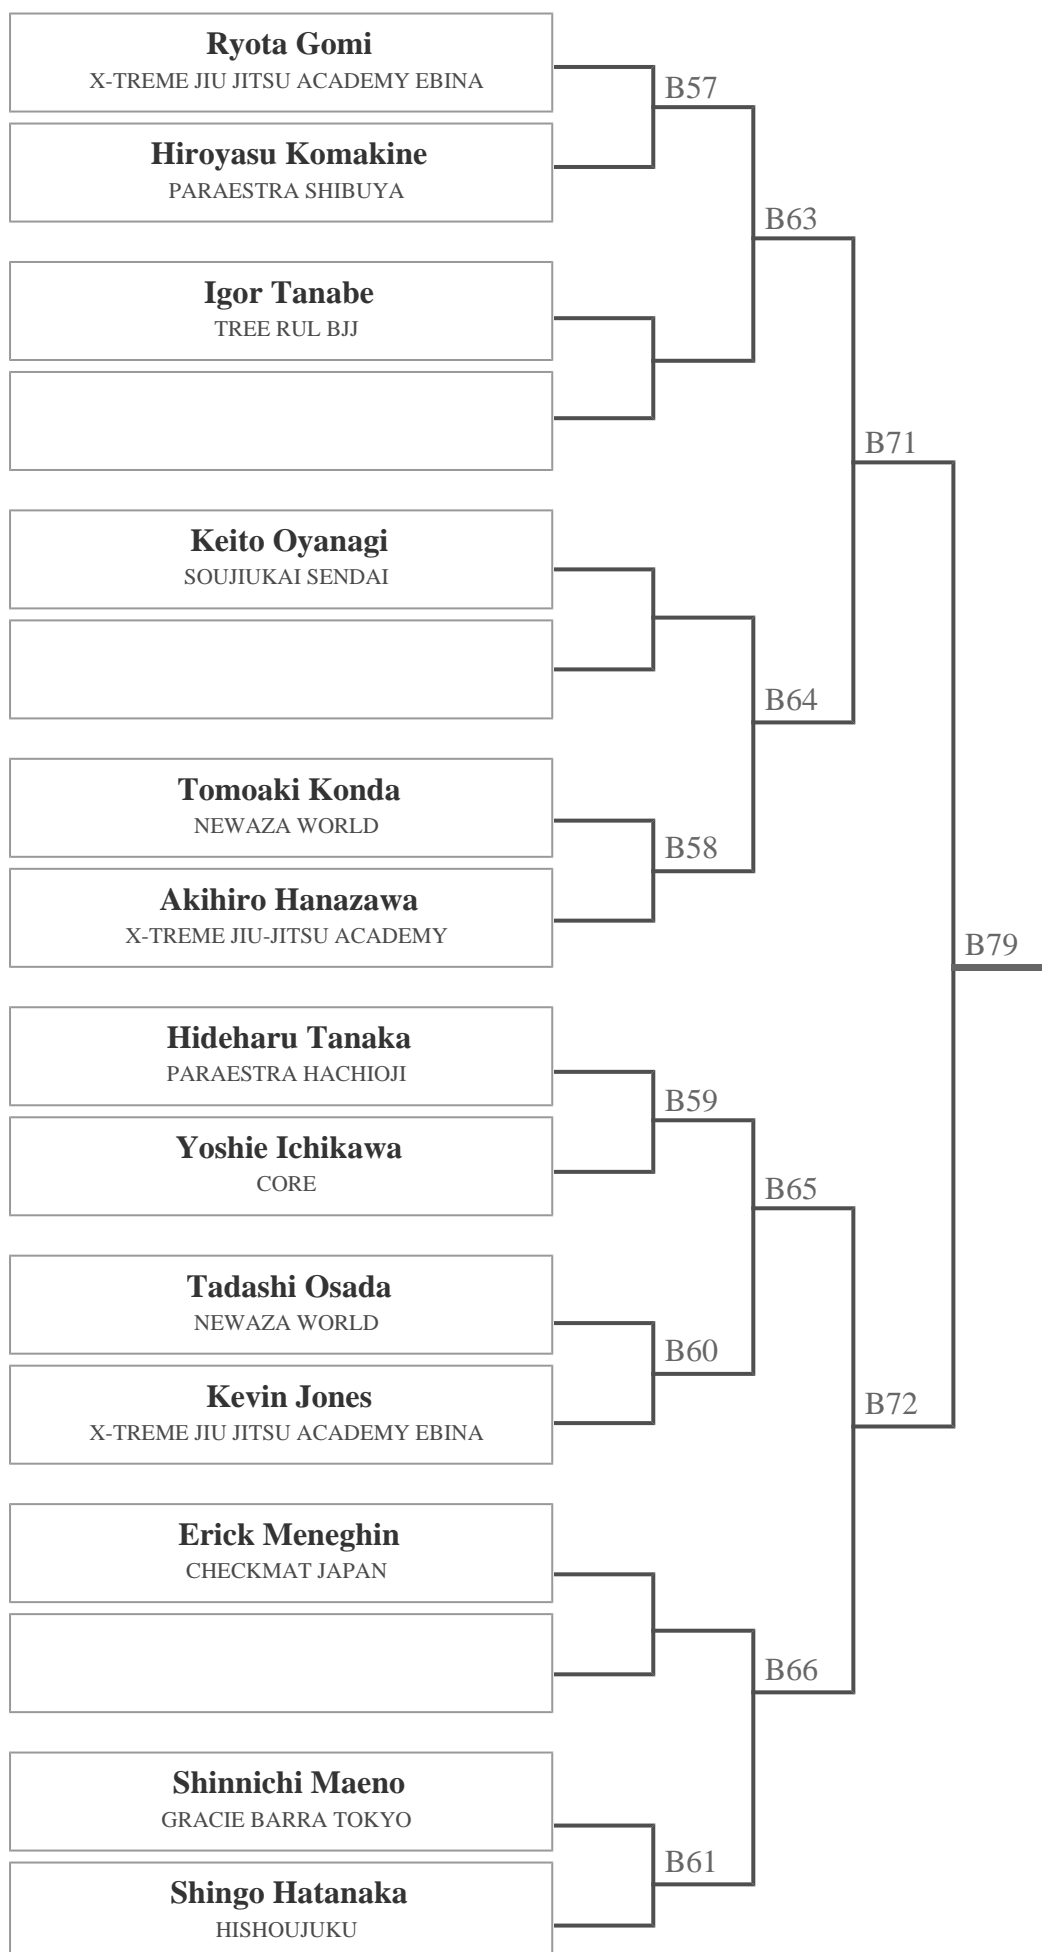 Ryota Gomi
X-TREME JIU JITSU ACADEMY EBINA
B57
Hiroyasu Komakine
PARAESTRA SHIBUYA
B63
Igor Tanabe
TREE RUL BJJ
B71
Keito Oyanagi
SOUJIUKAI SENDAI
B64
Tomoaki Konda
NEWAZA WORLD
B58
Akihiro Hanazawa
X-TREME JIU-JITSU ACADEMY
B79
Hideharu Tanaka
PARAESTRA HACHIOJI
B59
Yoshie Ichikawa
CORE
B65
Tadashi Osada
NEWAZA WORLD
B60
Kevin Jones
X-TREME JIU JITSU ACADEMY EBINA
B72
Erick Meneghin
CHECKMAT JAPAN
B66
Shinnichi Maeno
GRACIE BARRA TOKYO
B61
Shingo Hatanaka
HISHOUJUKU